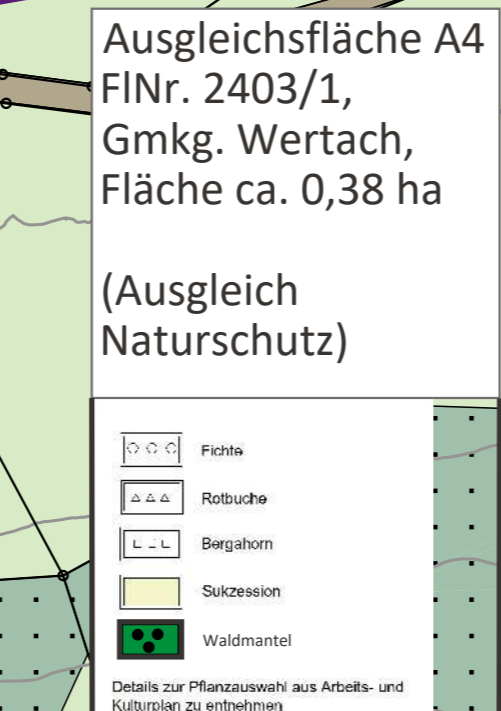 Ausgleichsfläche A4
FlNr. 2403/1,
Gmkg. Wertach,
Fläche ca. 0,38 ha
(Ausgleich
Naturschutz)
Fichte
Rotbuche
Bergahorn
Sukzession
Waldmantel
Details zur Pflanzauswahl aus Arbeits- und
Kulturplan zu entnehmen